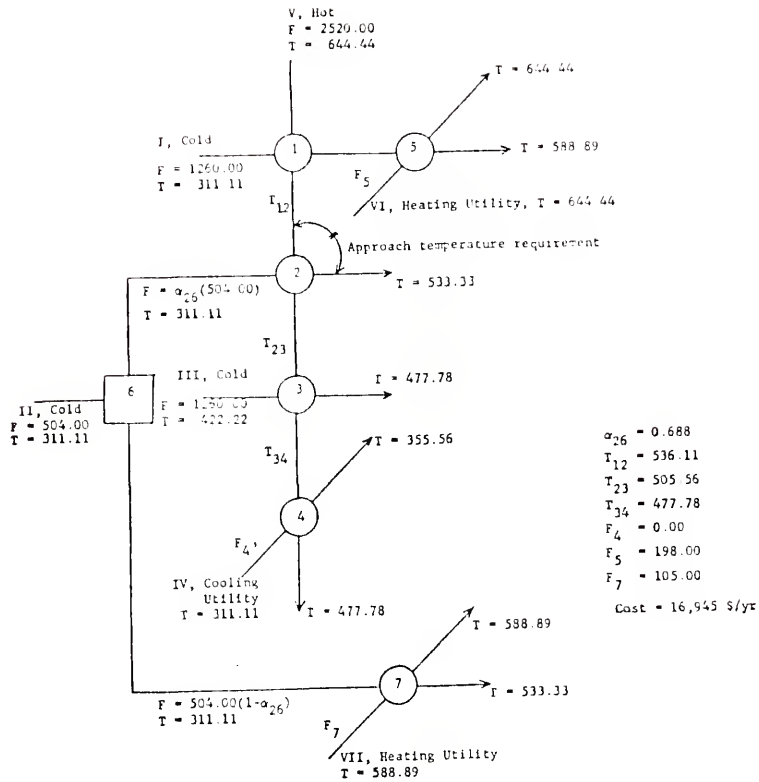 V, Hot
F = 2520.00
T = 644.44
T = 644.44
I, Cold
1
5
T = 588.89
F = 1260.00
T = 311.11
F5
VI, Heating Utility, T = 644.44
T12
Approach temperature requirement
2
T = 533.33
F = α26(504.00)
T = 311.11
T23
6
III, Cold
3
T = 477.78
F = 1260.00
T = 422.22
II, Cold
F = 504.00
T = 311.11
T34
T = 355.56
4
F4,
IV, Cooling
Utility
T = 311.11
T = 477.78
α26 = 0.688
T12 = 536.11
T23 = 505.56
T34 = 477.78
F4 = 0.00
F5 = 198.00
F7 = 105.00
Cost = 16,945 $/yr
T = 588.89
7
T = 533.33
F = 504.00(1-α26)
T = 311.11
F7
VII, Heating Utility
T = 588.89